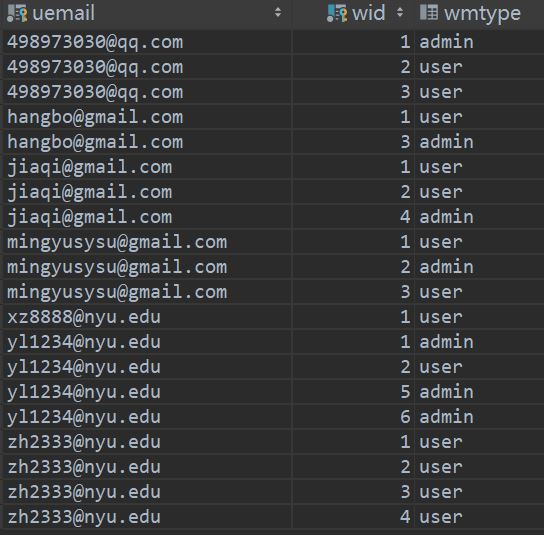 uemail wid wmtype
498973030@qq.com 1 admin
498973030@qq.com 2 user
498973030@qq.com 3 user
hangbo@gmail.com 1 user
hangbo@gmail.com 3 admin
jiaqi@gmail.com 1 user
jiaqi@gmail.com 2 user
jiaqi@gmail.com 4 admin
mingyusysu@gmail.com 1 user
mingyusysu@gmail.com 2 admin
mingyusysu@gmail.com 3 user
xz8888@nyu.edu 1 user
yl1234@nyu.edu 1 admin
yl1234@nyu.edu 2 user
yl1234@nyu.edu 5 admin
yl1234@nyu.edu 6 admin
zh2333@nyu.edu 1 user
zh2333@nyu.edu 2 user
zh2333@nyu.edu 3 user
zh2333@nyu.edu 4 user